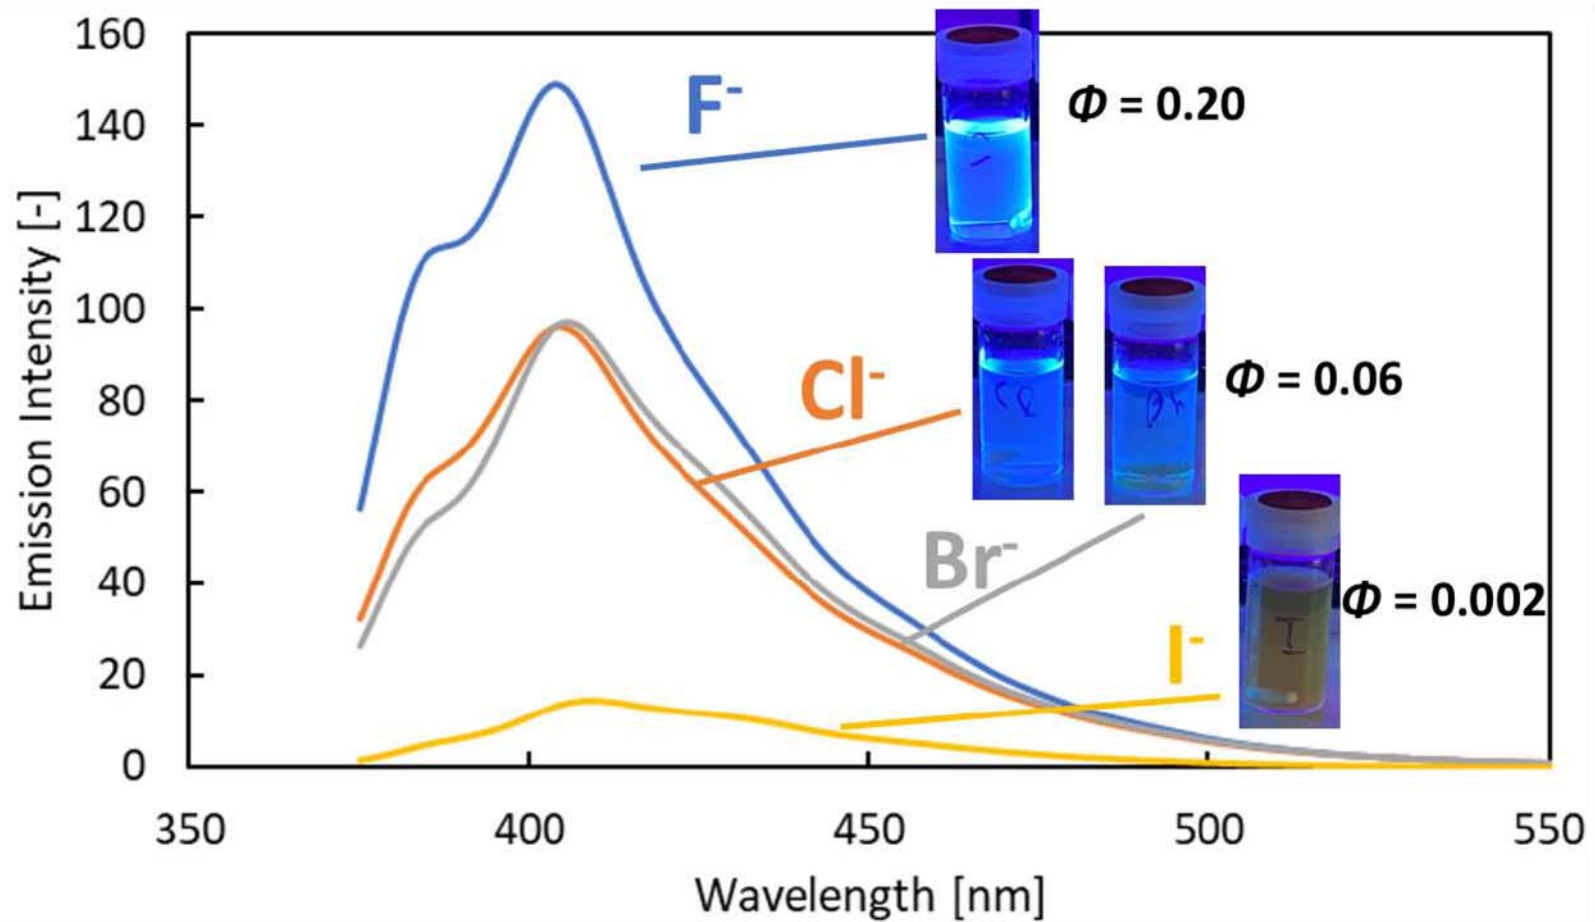 160
140
120
100
80
60
40
20
0
Emission Intensity [-]
350
400
450
500
550
Wavelength [nm]
F-
Φ = 0.20
Cl-
Φ = 0.06
Br-
I-
Φ = 0.002
I